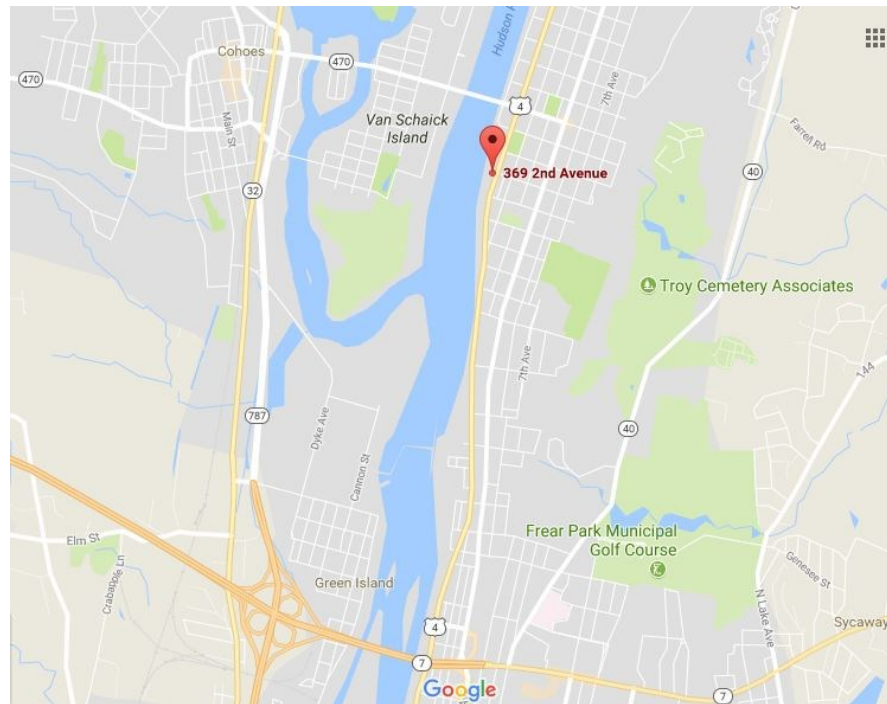 Hudson
Cohoes
470
470
4
7th Ave
Van Schaick
Island
Main St
Farrell Rd
40
369 2nd Avenue
32
Troy Cemetery Associates
7th Ave
144
787
Dyke Ave
40
Cannon St
Elm St
Crabapple Ln
Frear Park Municipal
Golf Course
Genesee St
Green Island
N Lake Ave
4
Sycaway
7
7
Google